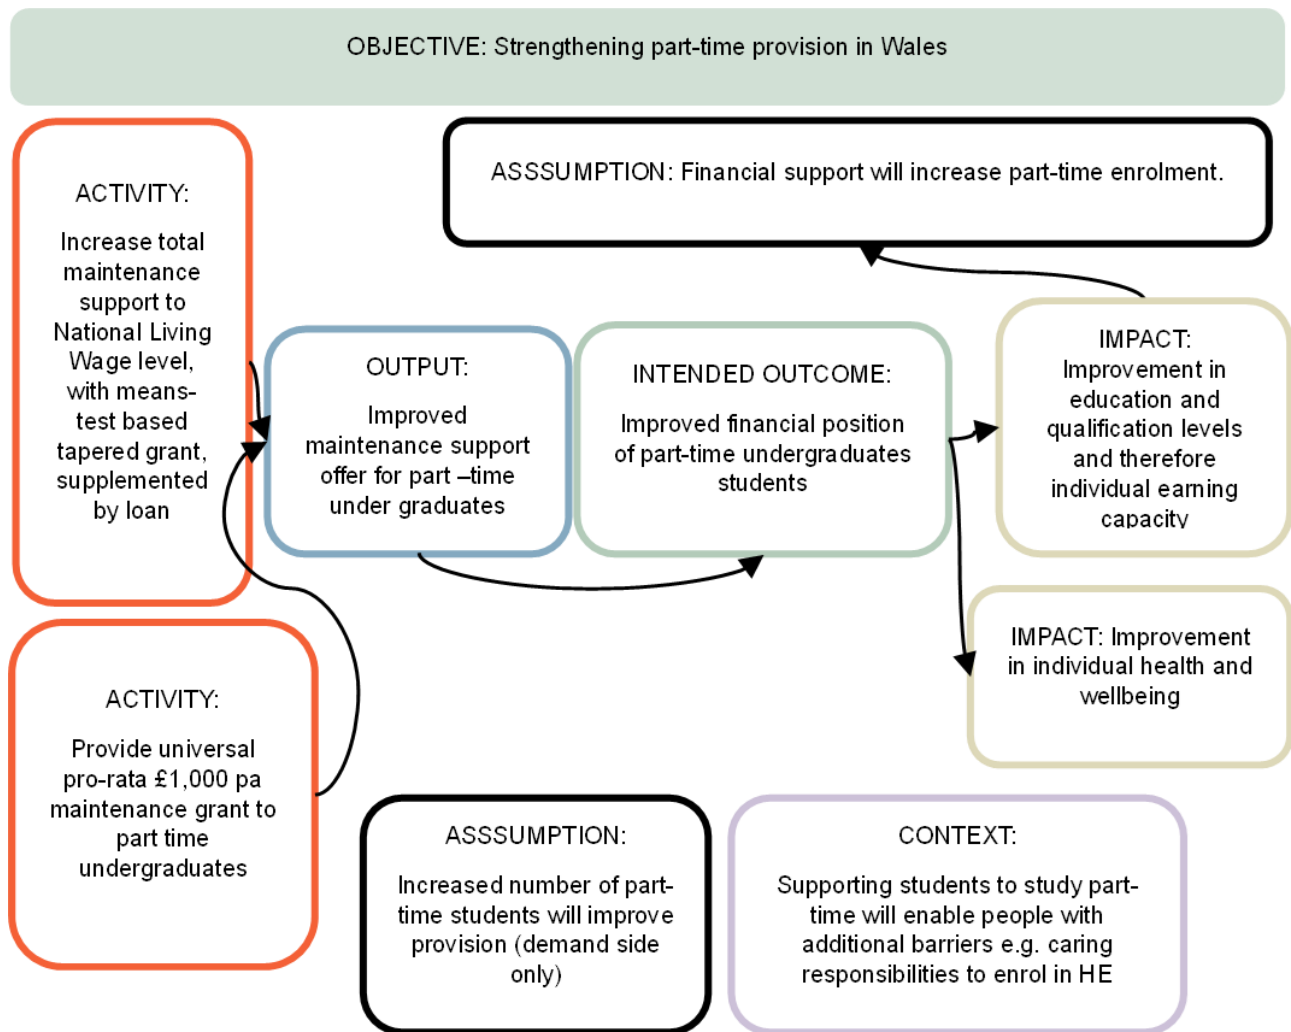 OBJECTIVE: Strengthening part-time provision in Wales
ASSSUMPTION: Financial support will increase part-time enrolment.
ACTIVITY:
Increase total
maintenance
support to
National Living
Wage level,
with means-
test based
tapered grant,
supplemented
by loan
OUTPUT:
Improved
maintenance support
offer for part –time
under graduates
INTENDED OUTCOME:
Improved financial position
of part-time undergraduates
students
IMPACT:
Improvement in
education and
qualification levels
and therefore
individual earning
capacity
IMPACT: Improvement
in individual health and
wellbeing
ACTIVITY:
Provide universal
pro-rata £1,000 pa
maintenance grant to
part time
undergraduates
ASSSUMPTION:
Increased number of part-
time students will improve
provision (demand side
only)
CONTEXT:
Supporting students to study part-
time will enable people with
additional barriers e.g. caring
responsibilities to enrol in HE